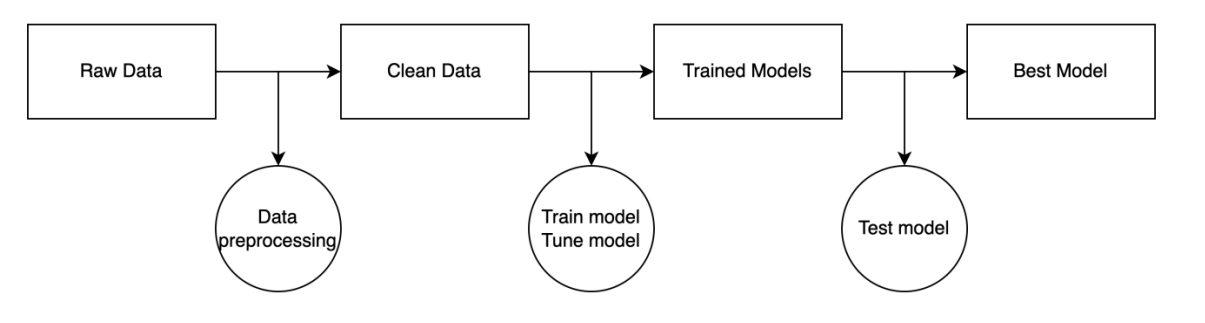 Raw Data
Clean Data
Trained Models
Best Model
Data
preprocessing
Train model
Tune model
Test model